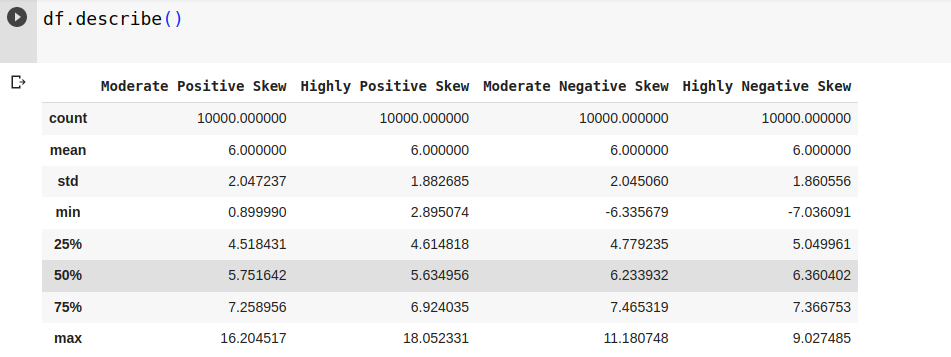 df.describe()
Moderate Positive Skew Highly Positive Skew Moderate Negative Skew Highly Negative Skew
count 10000.000000 10000.000000 10000.000000 10000.000000
mean 6.000000 6.000000 6.000000 6.000000
std 2.047237 1.882685 2.045060 1.860556
min 0.899990 2.895074 -6.335679 -7.036091
25% 4.518431 4.614818 4.779235 5.049961
50% 5.751642 5.634956 6.233932 6.360402
75% 7.258956 6.924035 7.465319 7.366753
max 16.204517 18.052331 11.180748 9.027485